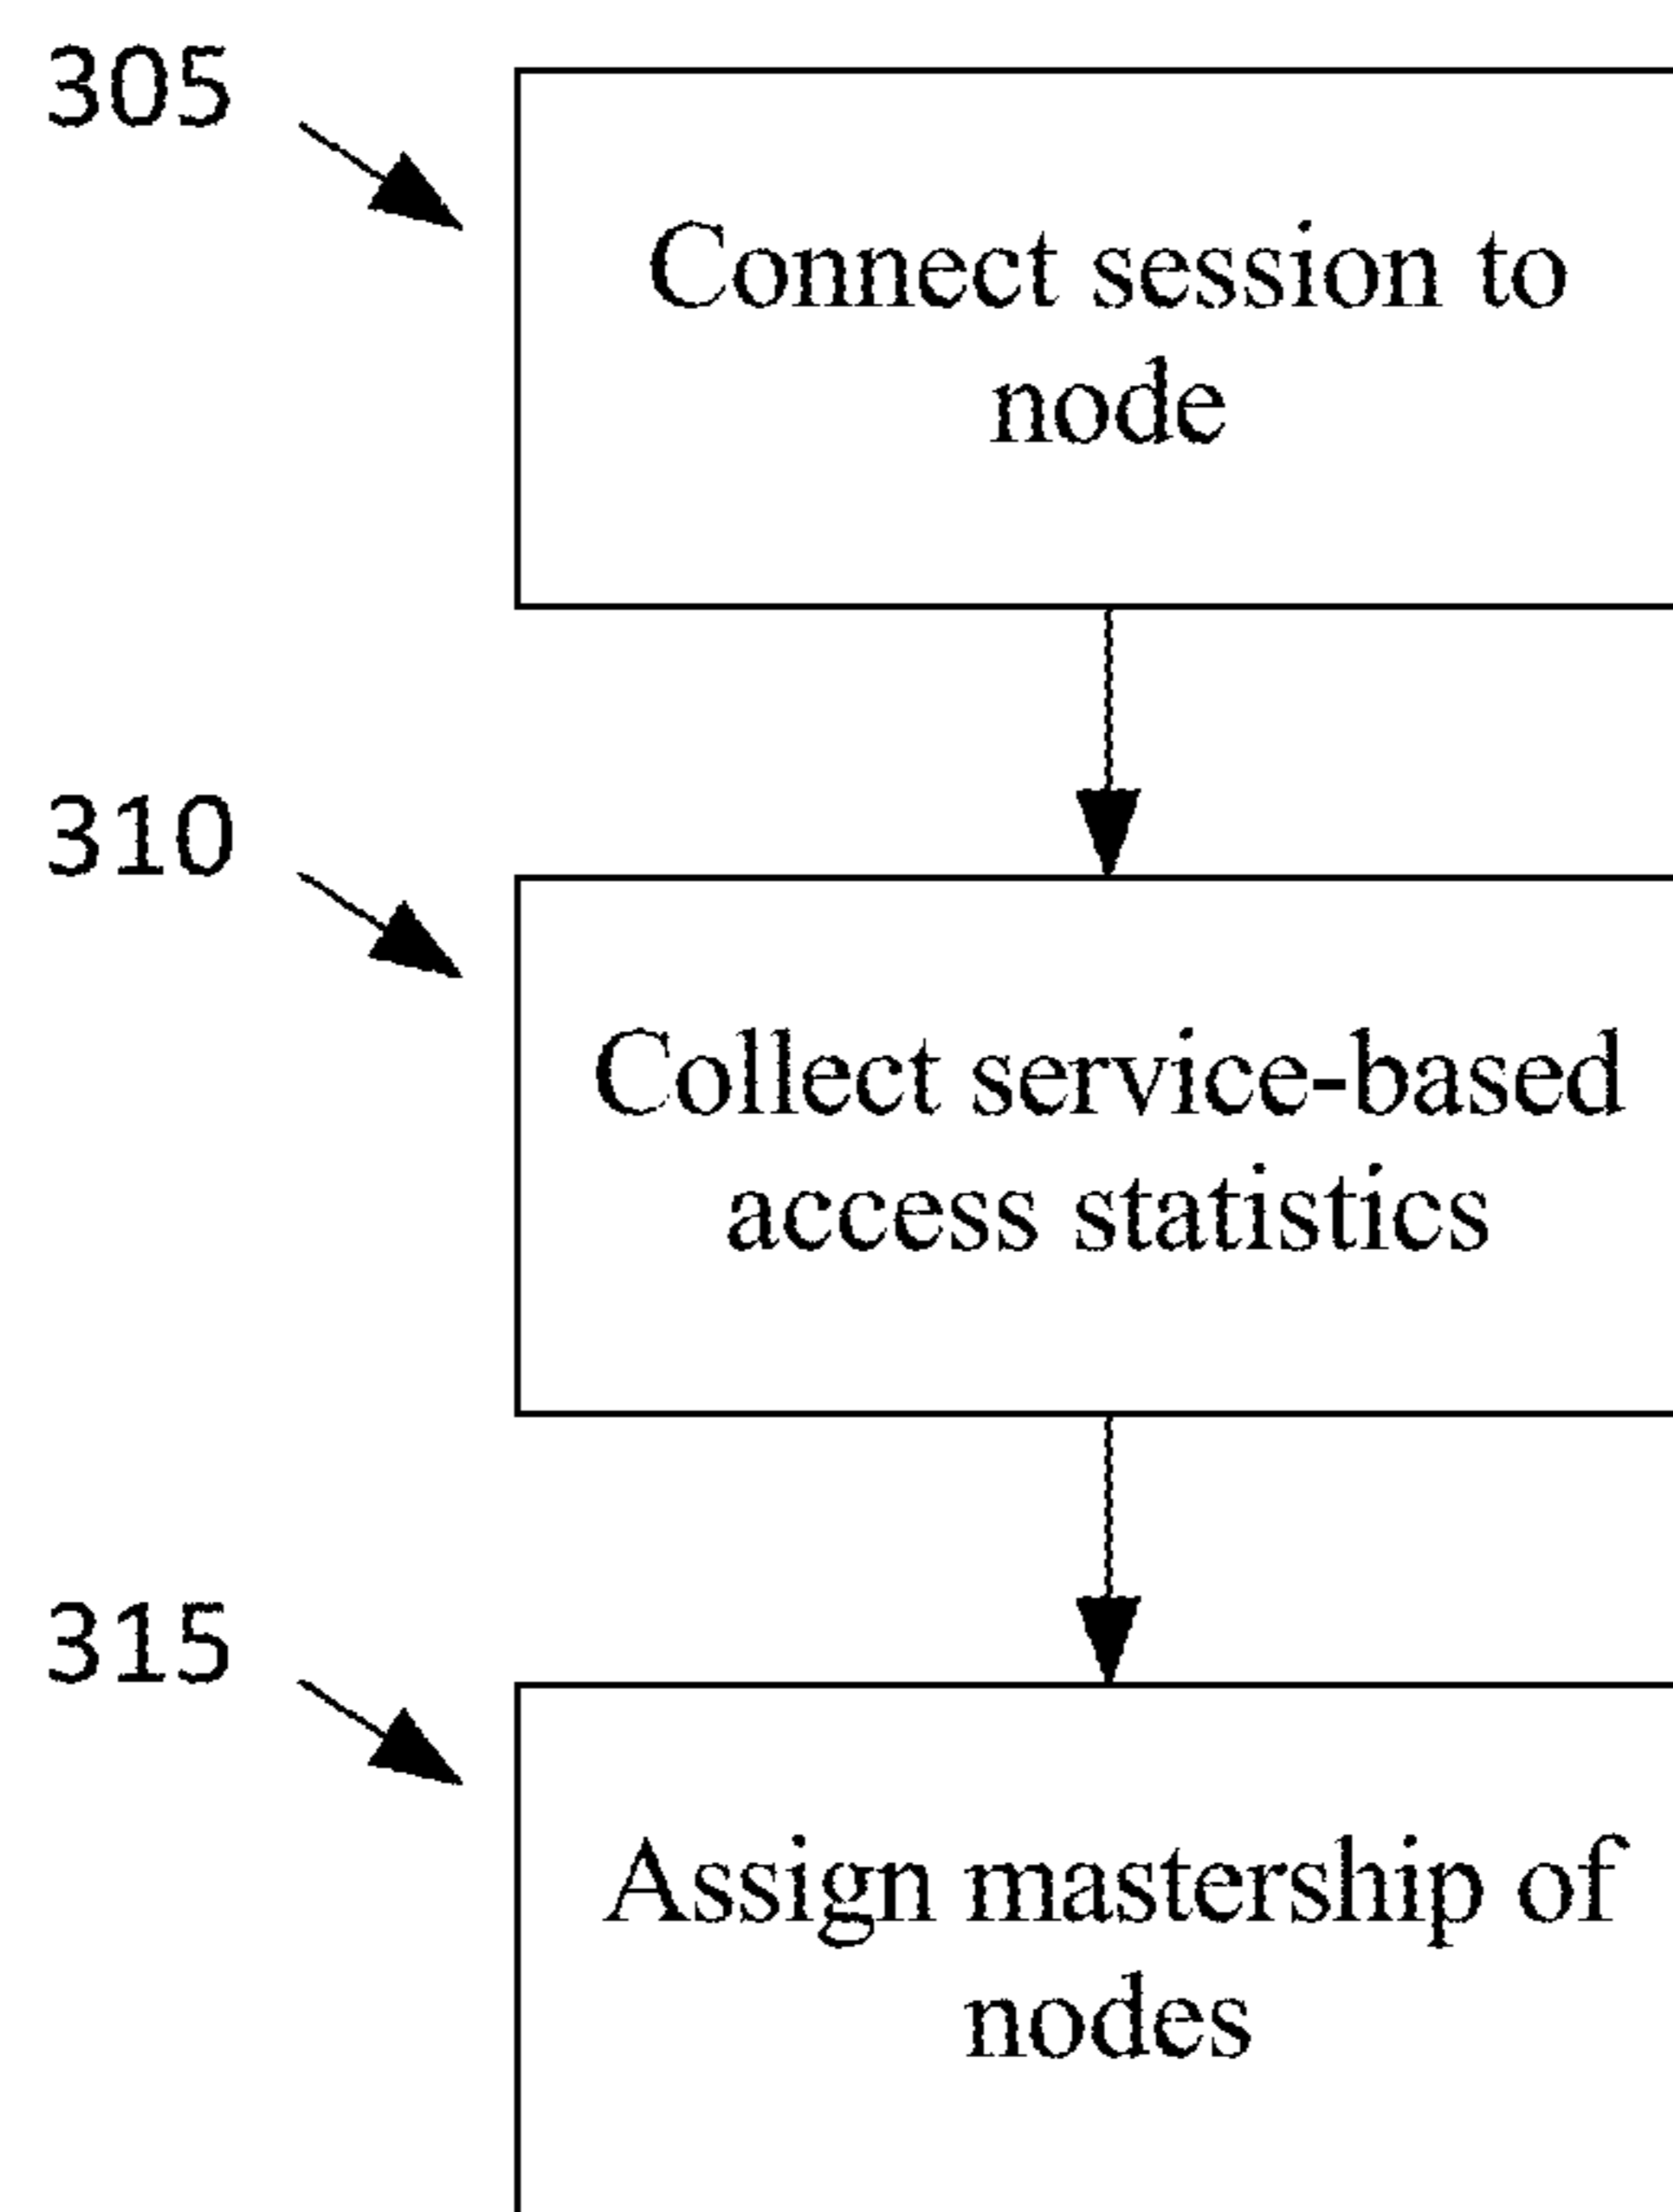 305
Connect session to
node
310
Collect service-based
access statistics
315
Assign mastership of
nodes